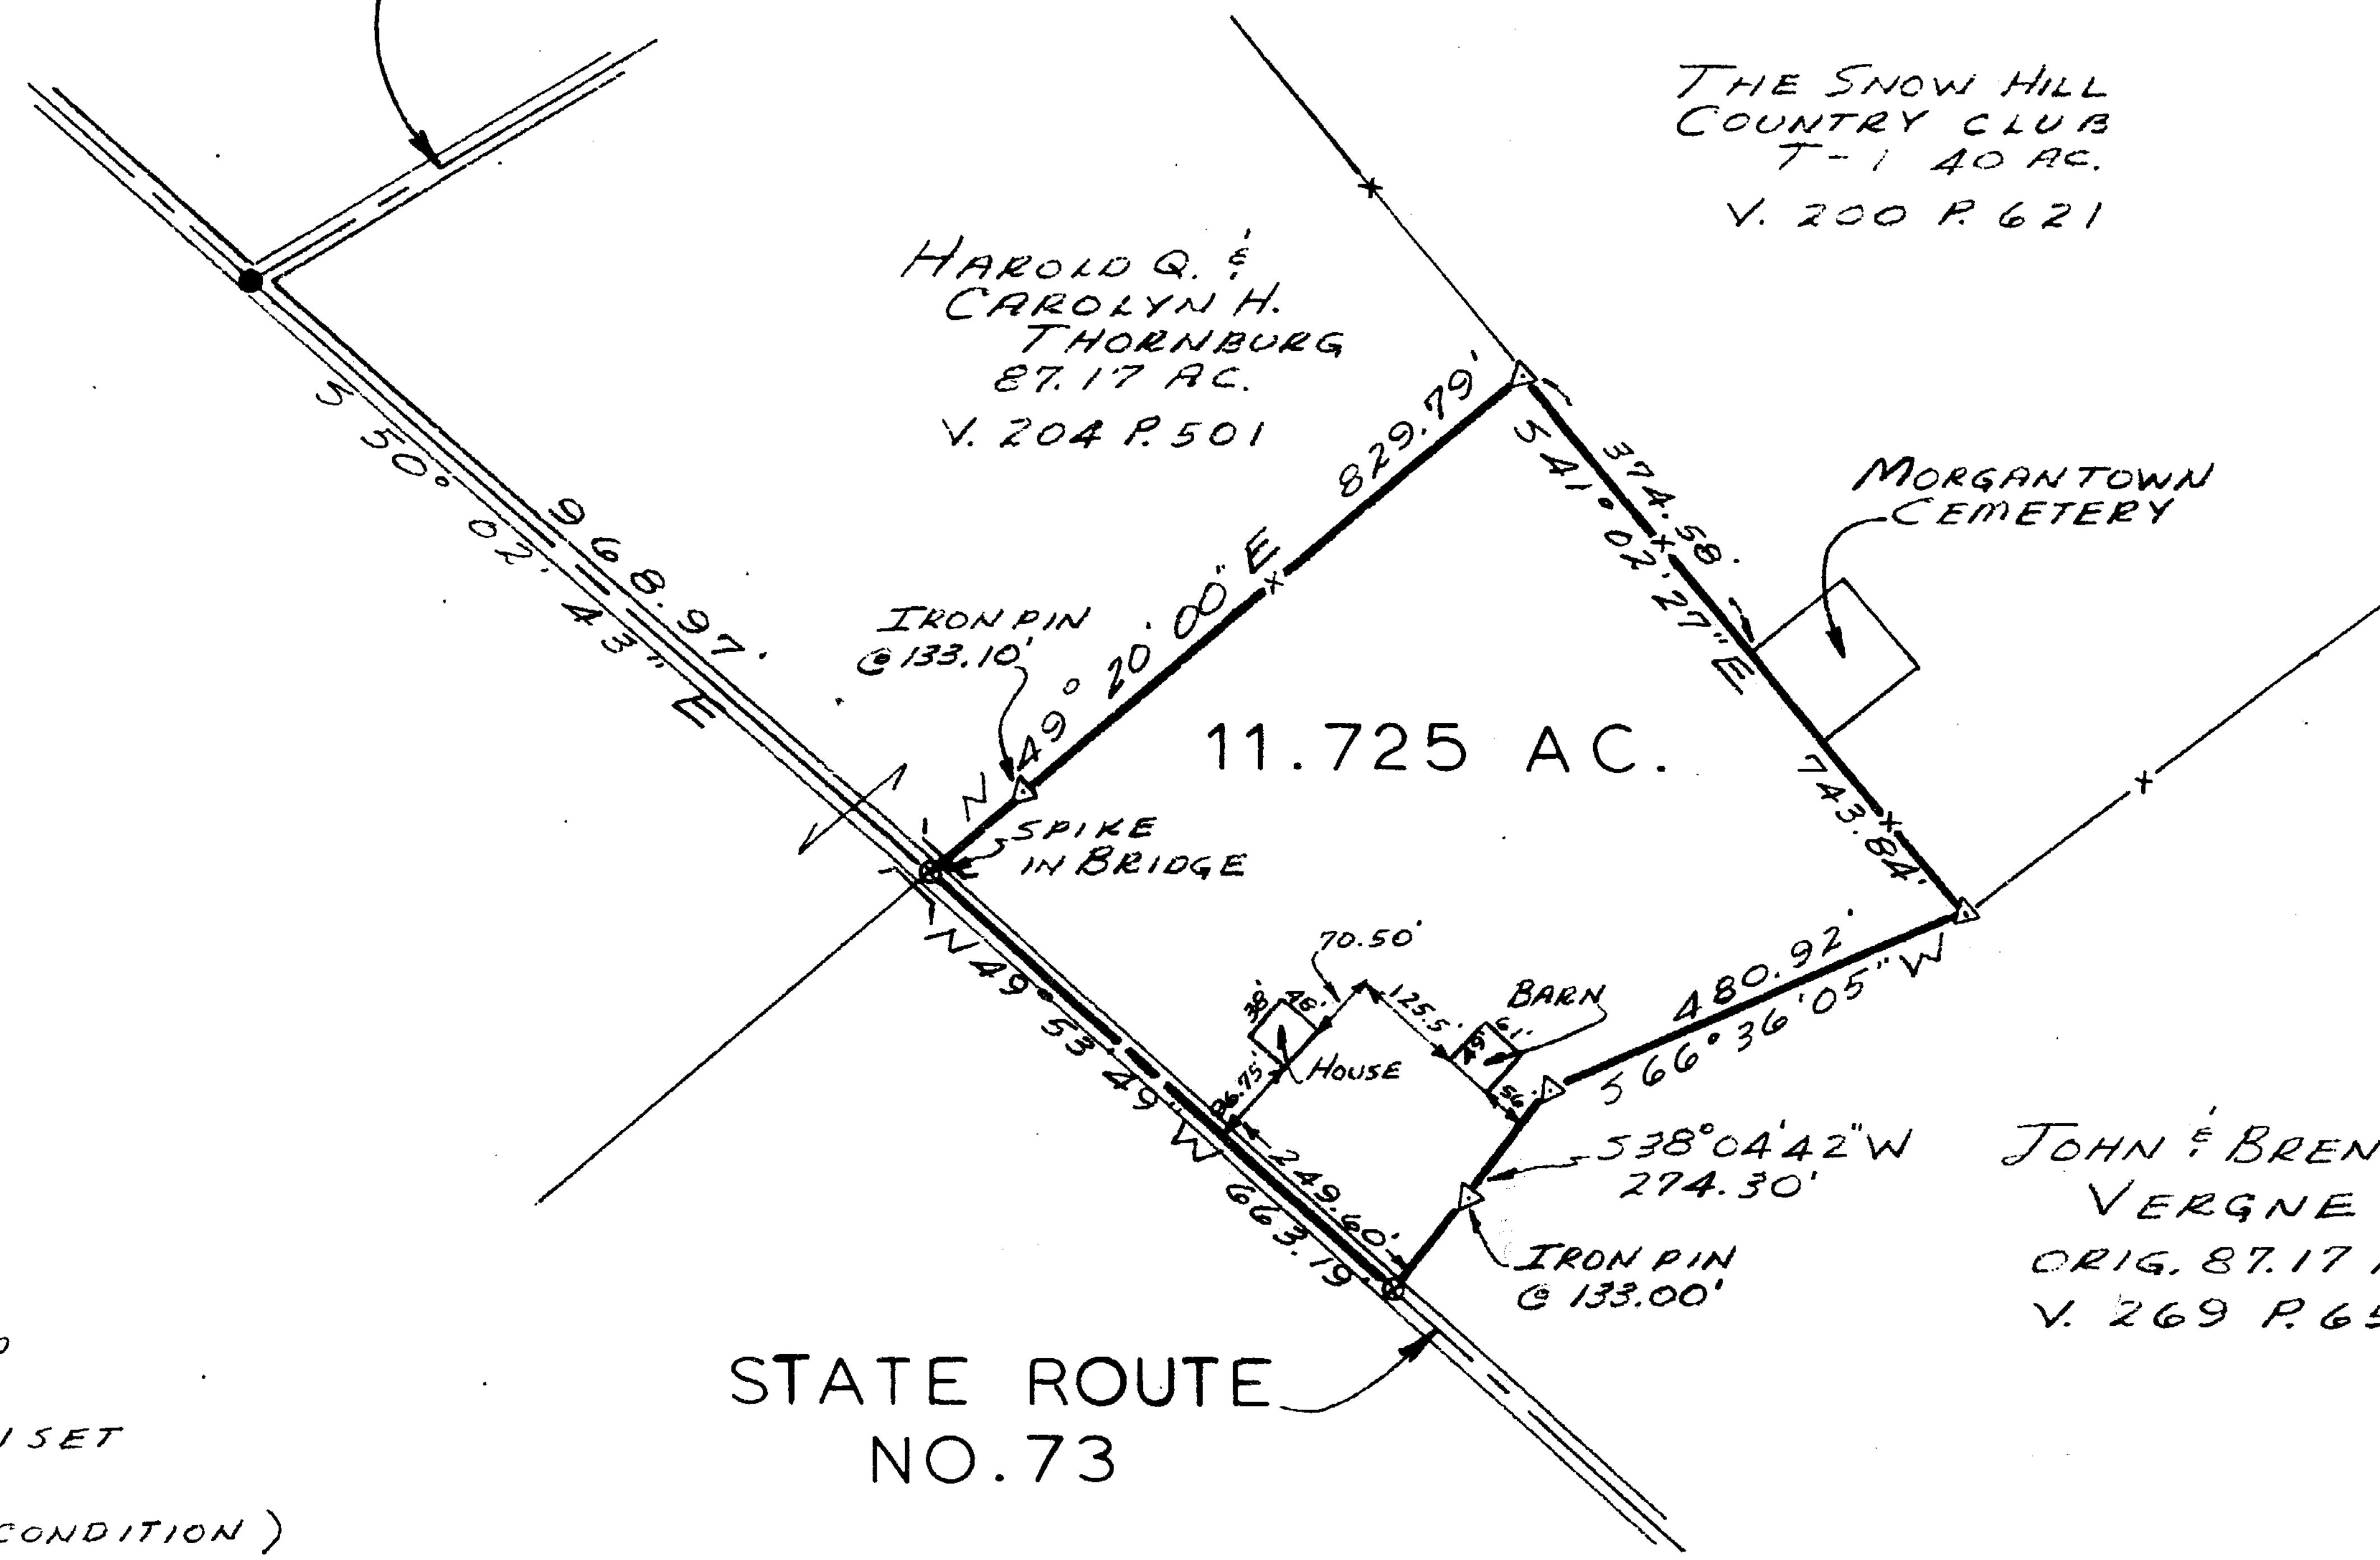 THE SNOW HILL
COUNTRY CLUB
T-1 40 AC.
V. 200 P. 621
HAROLD Q. &
CAROLYN H.
THORNBURG
87.17 AC.
V. 204 P. 501
S 50° 02' 43" E
968.97'
N 49° 20' 00" E
829.79'
374.58'
S 41° 02' 27" E
743.84'
MORGANTOWN
CEMETERY
IRON PIN
@ 133.10'
11.725 AC.
SPIKE
IN BRIDGE
N 49° 53' 49" W
663.19'
70.50'
125.5'
BARN
38'
HOUSE
249.60'
56'
480.92'
S 66° 36' 05" W
S38°04'42"W
274.30'
IRON PIN
@ 133.00'
JOHN & BREN
VERGNE
ORIG. 87.17
V. 269 P. 65
STATE ROUTE
NO. 73
SET
CONDITION)